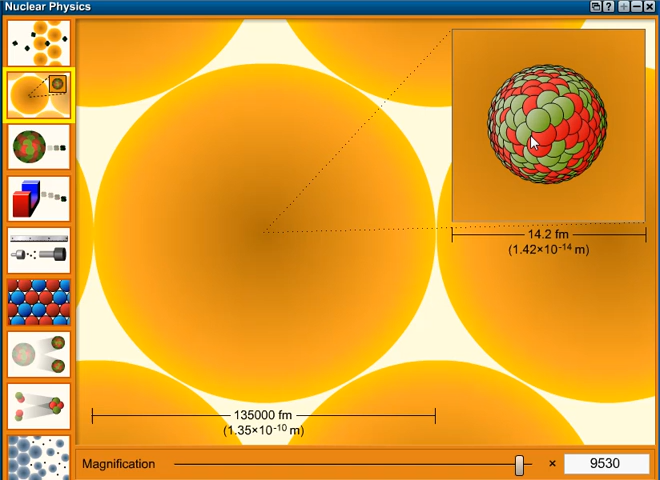 Nuclear Physics
14.2 fm
(1.42×10⁻¹⁴ m)
135000 fm
(1.35×10⁻¹⁰ m)
Magnification × 9530